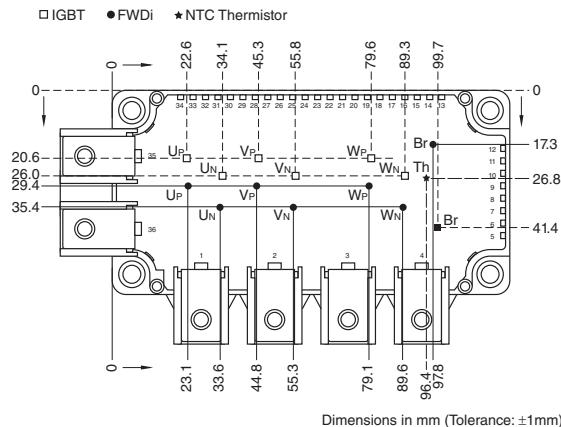 □ IGBT ● FWDi ★ NTC Thermistor
22.6 34.1 45.3 55.8 79.6 89.3 99.7
0 0 0
34 33 32 31 30 29 28 27 26 25 24 23 22 21 20 19 18 17 16 15 14 13
35 UP VP WP Br 12 17.3
20.6
11
26.0 UN VN WN Th 10 26.8
29.4 UP VP WP 9
8
35.4 UN VN WN 7
36 Br 6 41.4
5
1 2 3 4
0
23.1 33.6 44.8 55.3 79.1 89.6 96.4 97.8
Dimensions in mm (Tolerance: ±1mm)